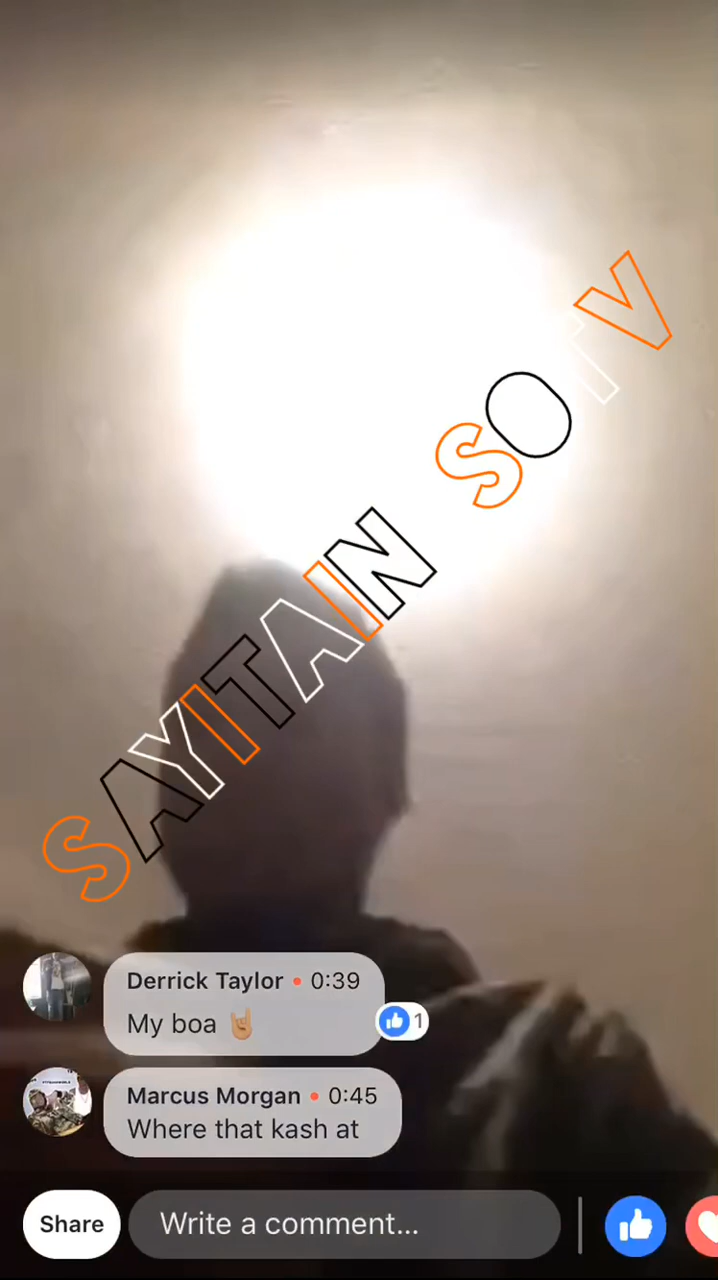 SAYITAIN SOTV
Derrick Taylor • 0:39
My boa 🤘🏼
1
Marcus Morgan • 0:45
Where that kash at
Share
Write a comment...